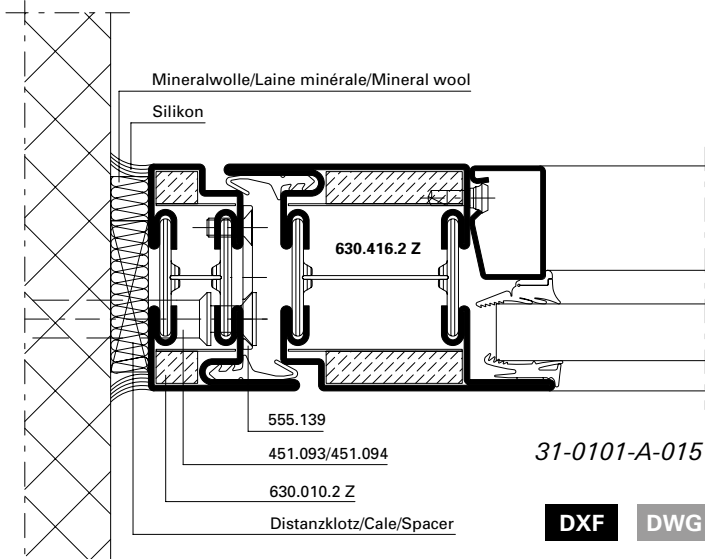 Mineralwolle/Laine minérale/Mineral wool
Silikon
630.416.2 Z
555.139
451.093/451.094
630.010.2 Z
Distanzklotz/Cale/Spacer
31-0101-A-015
DXF DWG